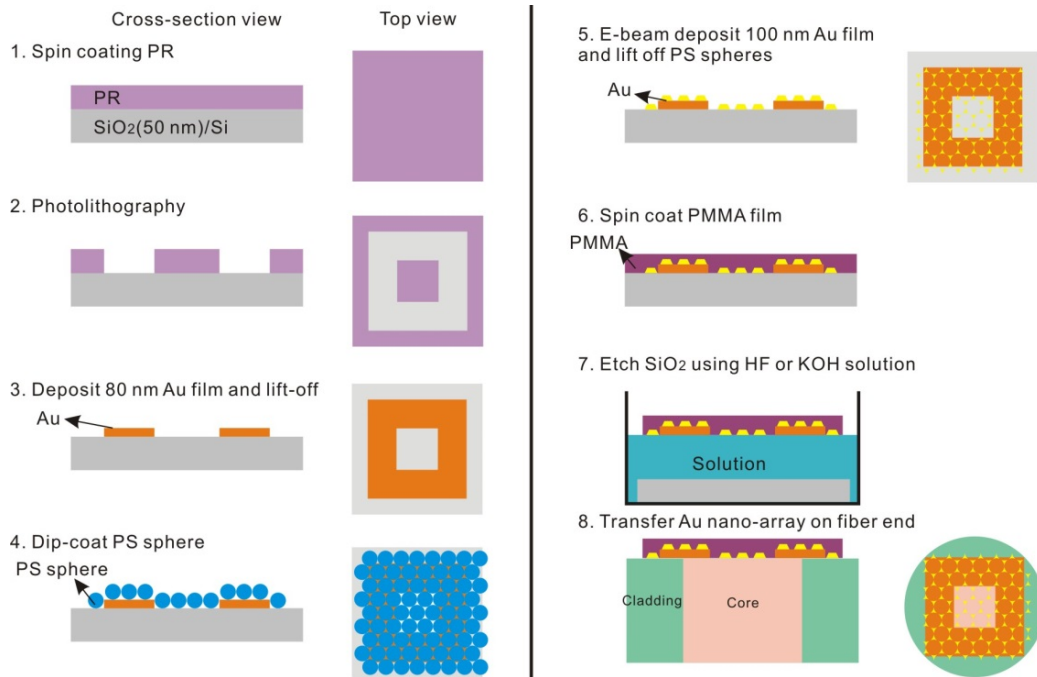 Cross-section view
Top view
1. Spin coating PR
PR
SiO2(50 nm)/Si
2. Photolithography
3. Deposit 80 nm Au film and lift-off
Au
4. Dip-coat PS sphere
PS sphere
5. E-beam deposit 100 nm Au film
and lift off PS spheres
Au
6. Spin coat PMMA film
PMMA
7. Etch SiO2 using HF or KOH solution
Solution
8. Transfer Au nano-array on fiber end
Cladding
Core